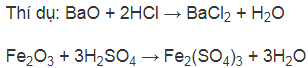 Thí dụ: BaO + 2HCl → BaCl₂ + H₂O
Fe₂O₃ + 3H₂SO₄ → Fe₂(SO₄)₃ + 3H₂O